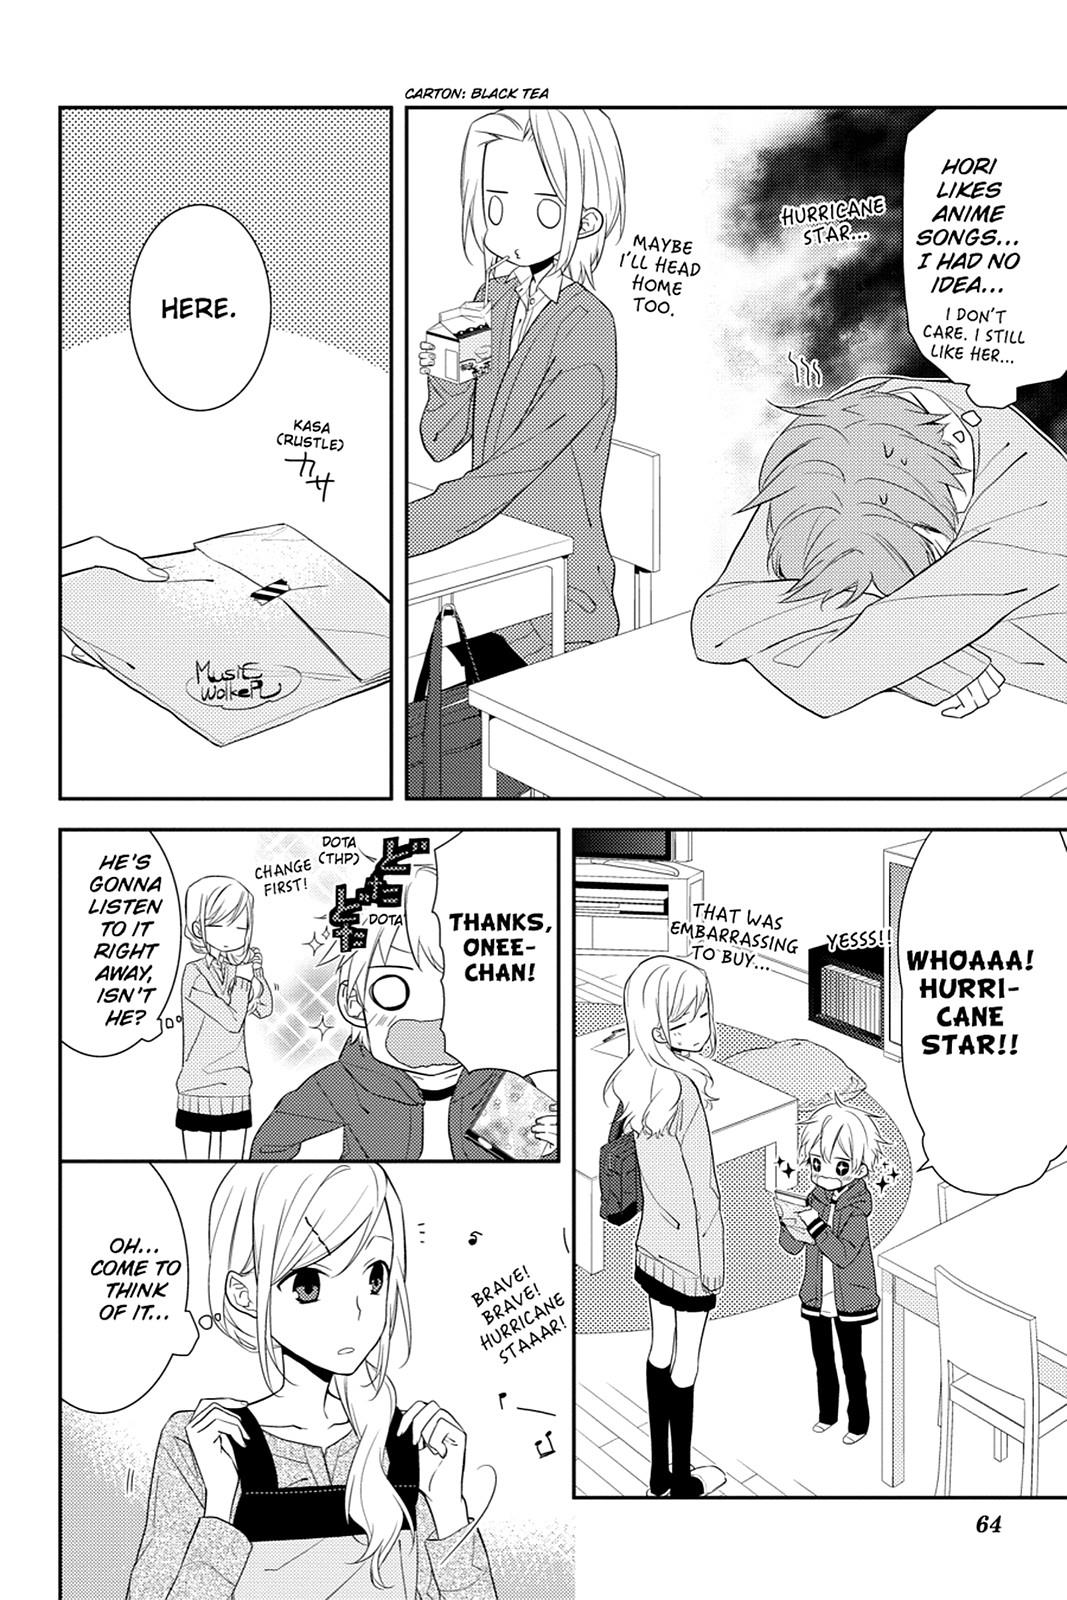 CARTON: BLACK TEA
HORI
LIKES
ANIME
SONGS...
I HAD NO
IDEA...
I DON'T
CARE. I STILL
LIKE HER...
HURRICANE
STAR...
MAYBE
I'LL HEAD
HOME
TOO.
HERE.
KASA
(RUSTLE)
カサ
MUSIC
WOLKER
WHOAAA!
HURRI-
CANE
STAR!!
YESSS!!
THAT WAS
EMBARRASSING
TO BUY...
THANKS,
ONEE-
CHAN!
DOTA
(THP)
DOTA
CHANGE
FIRST!
HE'S
GONNA
LISTEN
TO IT
RIGHT
AWAY,
ISN'T
HE?
OH...
COME TO
THINK
OF IT...
BRAVE!
BRAVE!
HURRICANE
STAAAR!
64